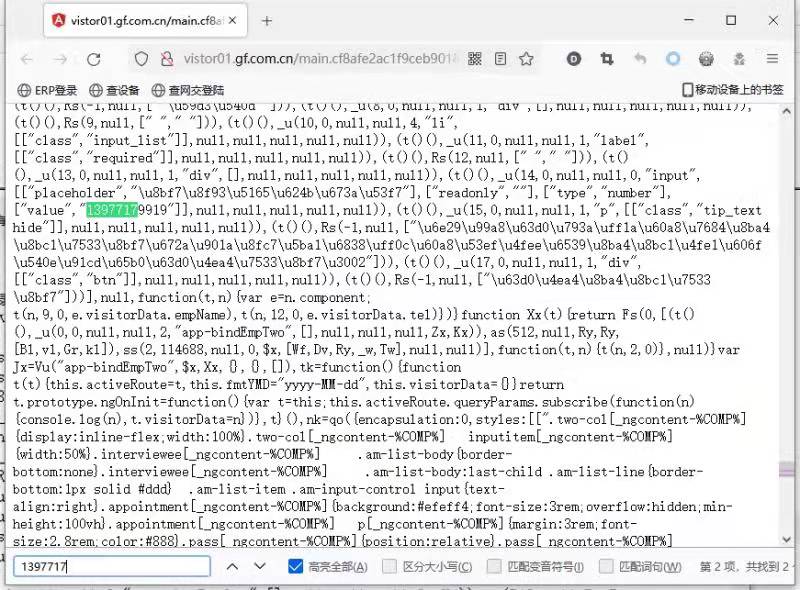 vistor01.gf.com.cn/main.cf8af
vistor01.gf.com.cn/main.cf8afe2ac1f9ceb9018
ERP登录
查设备
查网交登陆
移动设备上的书签
(t()(),Rs(-1,null,["\u59d3\u540d"])),(t()(),_u(8,0,null,null,1,"div",[],null,null,null,null,null)),
(t()(),Rs(9,null,[" "," "])),(t()(),_u(10,0,null,null,4,"li",
[["class","input_list"]],null,null,null,null,null)),(t()(),_u(11,0,null,null,1,"label",
[["class","required"]],null,null,null,null,null)),(t()(),Rs(12,null,[" "," "])),(t()
(),_u(13,0,null,null,1,"div",[],null,null,null,null,null)),(t()(),_u(14,0,null,null,0,"input",
[["placeholder","\u8bf7\u8f93\u5165\u624b\u673a\u53f7"],["readonly",""],["type","number"],
["value","13977179919"]],null,null,null,null,null)),(t()(),_u(15,0,null,null,1,"p",[["class","tip_text
hide"]],null,null,null,null,null)),(t()(),Rs(-1,null,["\u6e29\u99a8\u63d0\u793a\uff1a\u60a8\u7684\u8ba4
\u8bc1\u7533\u8bf7\u672a\u901a\u8fc7\u5ba1\u6838\uff0c\u60a8\u53ef\u4fee\u6539\u8ba4\u8bc1\u4fe1\u606f
\u540e\u91cd\u65b0\u63d0\u4ea4\u7533\u8bf7\u3002"])),(t()(),_u(17,0,null,null,1,"div",
[["class","btn"]],null,null,null,null,null)),(t()(),Rs(-1,null,["\u63d0\u4ea4\u8ba4\u8bc1\u7533
\u8bf7"]))],null,function(t,n){var e=n.component;
t(n,9,0,e.visitorData.empName),t(n,12,0,e.visitorData.tel)})}function Xx(t){return Fs(0,[(t()
(),_u(0,0,null,null,2,"app-bindEmpTwo",[],null,null,null,Zx,Kx)),as(512,null,Ry,Ry,
[B1,v1,Gr,k1]),ss(2,114688,null,0,$x,[Wf,Dv,Ry,_w,Tw],null,null)],function(t,n){t(n,2,0)},null)}var
Jx=Vu("app-bindEmpTwo",$x,Xx,{},{},[]),tk=function(){function
t(t){this.activeRoute=t,this.fmtYMD="yyyy-MM-dd",this.visitorData={}}return
t.prototype.ngOnInit=function(){var t=this;this.activeRoute.queryParams.subscribe(function(n)
{console.log(n),t.visitorData=n})},t}(),nk=qo({encapsulation:0,styles:[[".two-col[_ngcontent-%COMP%]
{display:inline-flex;width:100%}.two-col[_ngcontent-%COMP%] inputitem[_ngcontent-%COMP%]
{width:50%}.interviewee[_ngcontent-%COMP%] .am-list-body{border-
bottom:none}.interviewee[_ngcontent-%COMP%] .am-list-body:last-child .am-list-line{border-
bottom:1px solid #ddd} .am-list-item .am-input-control input{text-
align:right}.appointment[_ngcontent-%COMP%]{background:#efeff4;font-size:3rem;overflow:hidden;min-
height:100vh}.appointment[_ngcontent-%COMP%] p[_ngcontent-%COMP%]{margin:3rem;font-
size:2.8rem;color:#888}.pass[_ngcontent-%COMP%]{position:relative}.pass[_ngcontent-%COMP%]
1397717
高亮全部(A)
区分大小写(C)
匹配变音符号(I)
匹配词句(W)
第 2 项，共找到 2